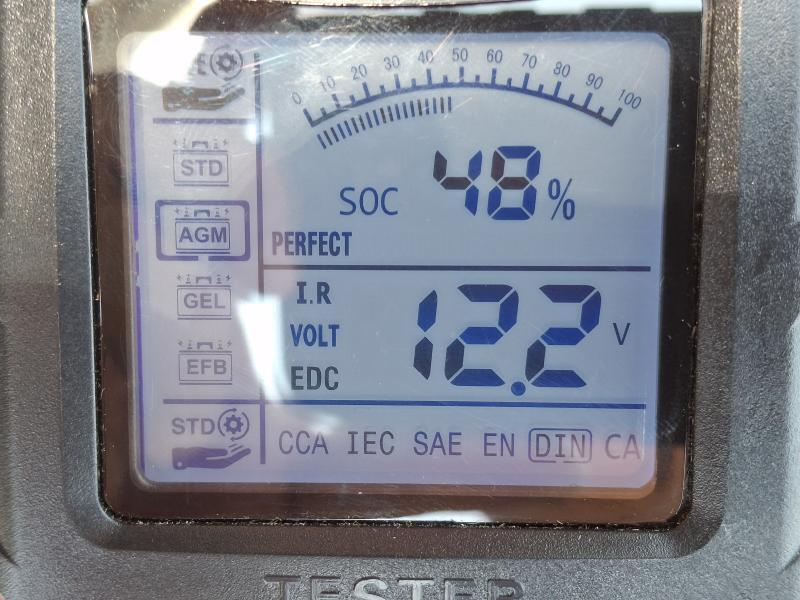 0 10 20 30 40 50 60 70 80 90 100
STD
SOC 48%
AGM
PERFECT
I.R
GEL
VOLT 12.2 V
EFB
EDC
STD
CCA IEC SAE EN DIN CA
TESTER